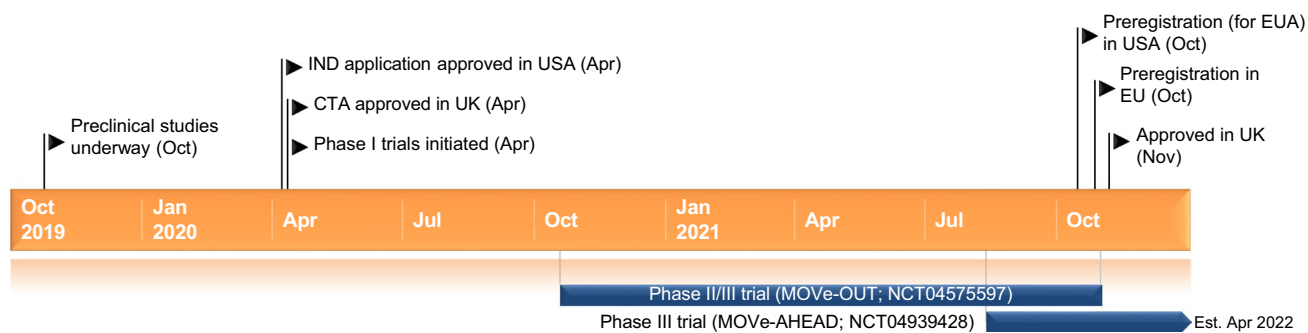 Preregistration (for EUA)
in USA (Oct)
IND application approved in USA (Apr)
Preregistration in
EU (Oct)
CTA approved in UK (Apr)
Preclinical studies
underway (Oct)
Phase I trials initiated (Apr)
Approved in UK
(Nov)
Oct
2019
Jan
2020
Apr
Jul
Oct
Jan
2021
Apr
Jul
Oct
Phase II/III trial (MOVe-OUT; NCT04575597)
Phase III trial (MOVe-AHEAD; NCT04939428)
Est. Apr 2022